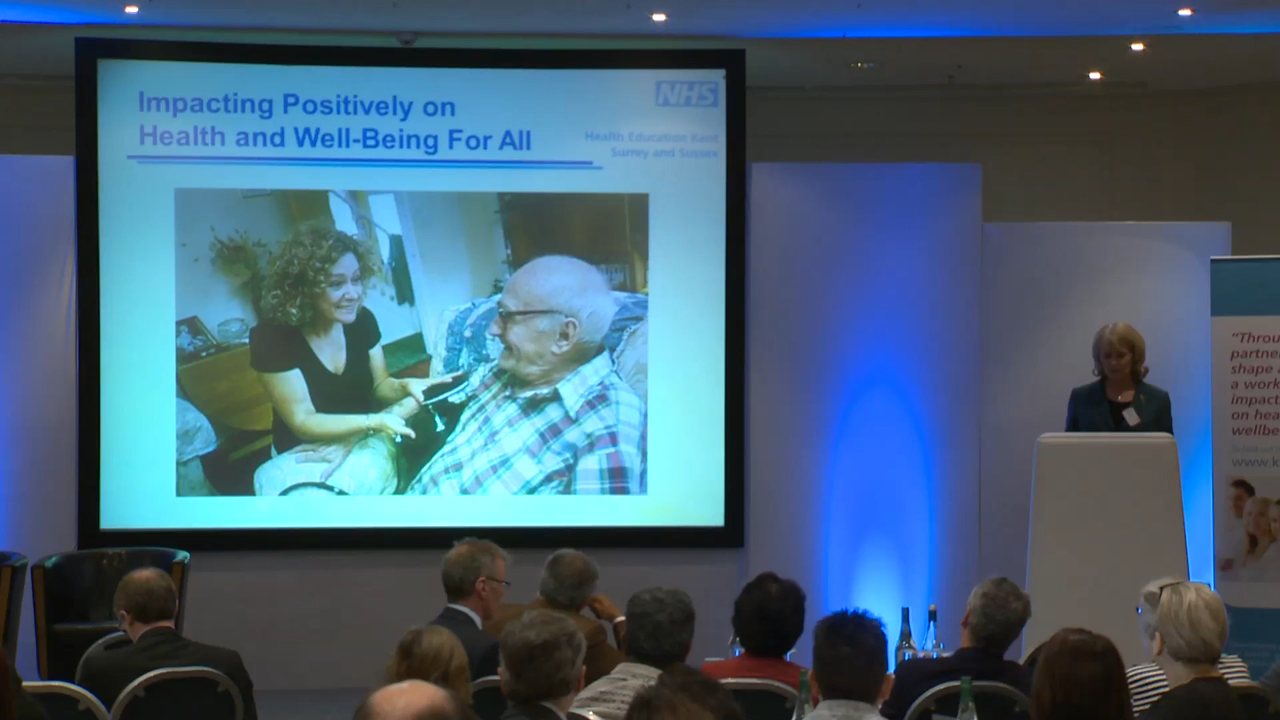 Impacting Positively on
Health and Well-Being For All
NHS
Health Education Kent
Surrey and Sussex
"Throu
partne
shape a
a work
impact
on hea
wellbe
www.k